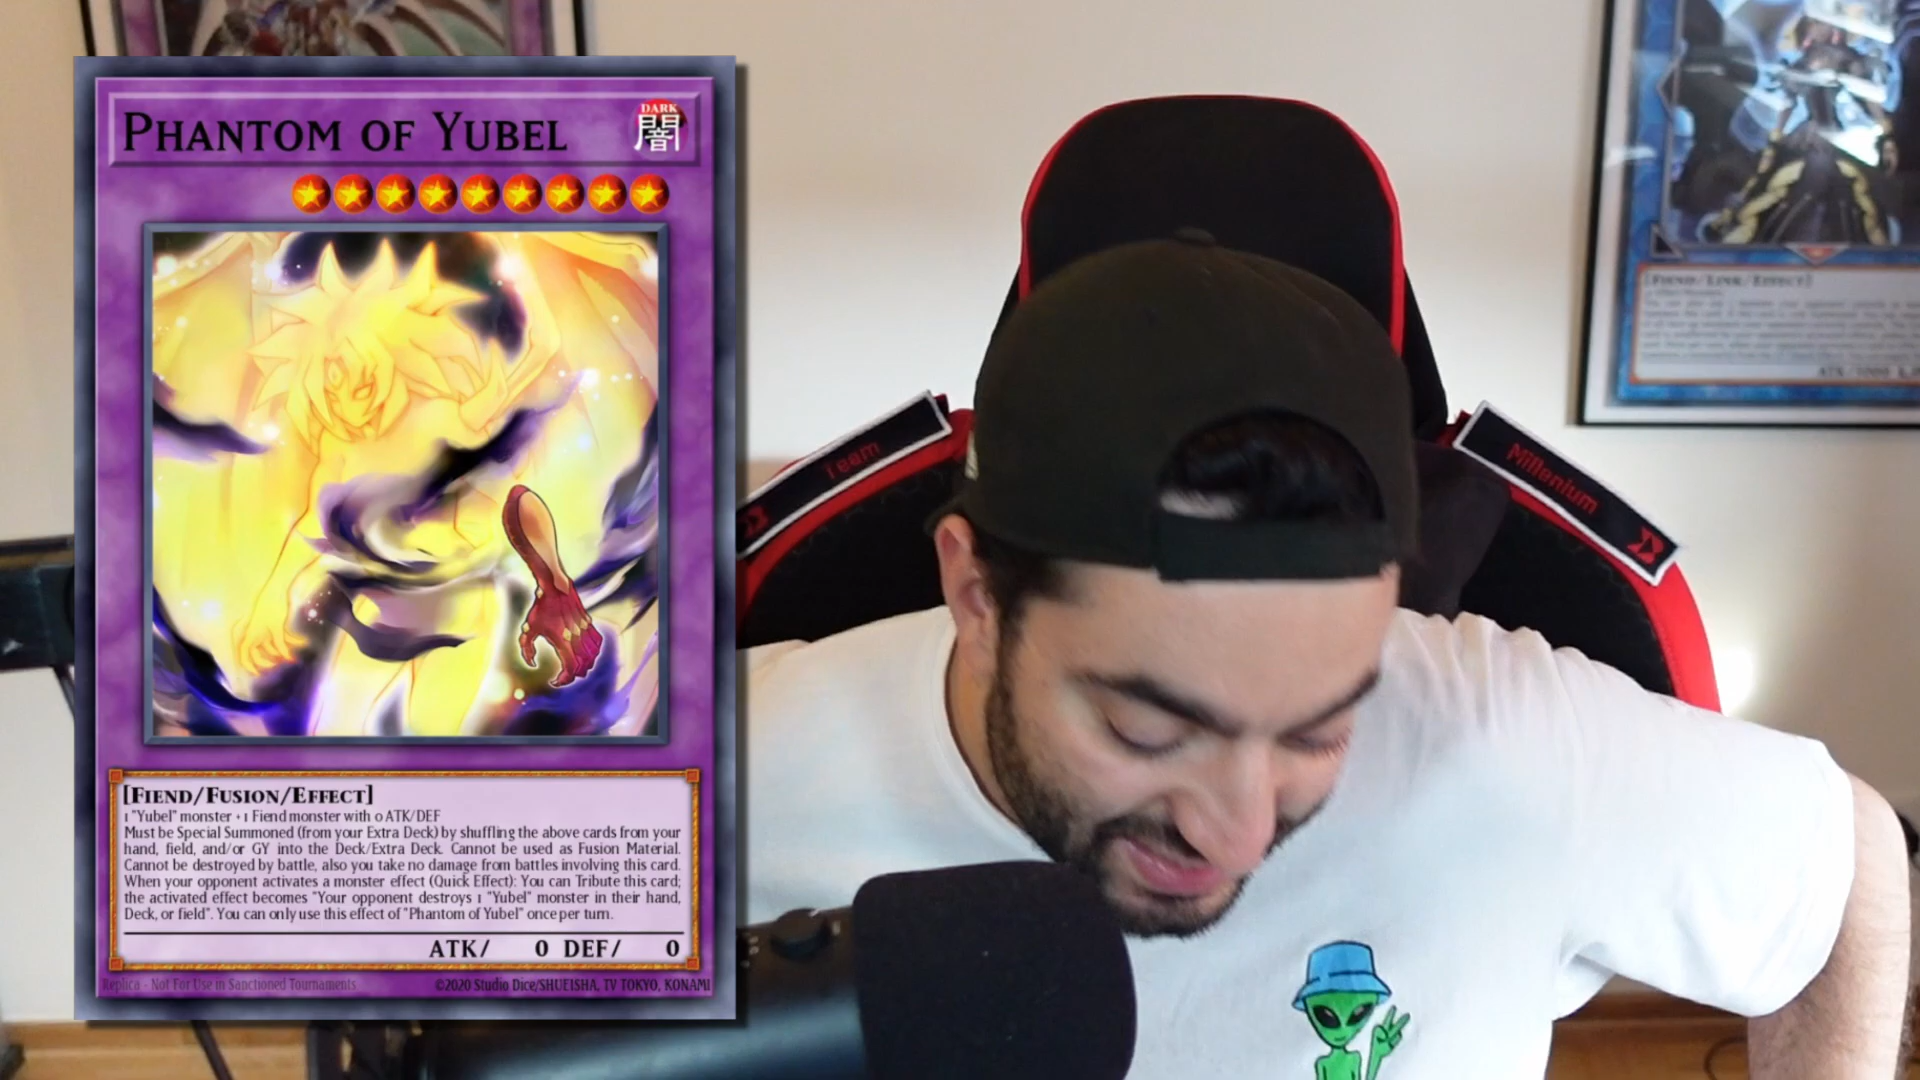 PHANTOM OF YUBEL
DARK
闇
[FIEND/FUSION/EFFECT]
1 "Yubel" monster + 1 Fiend monster with 0 ATK/DEF
Must be Special Summoned (from your Extra Deck) by shuffling the above cards from your
hand, field, and/or GY into the Deck/Extra Deck. Cannot be used as Fusion Material.
Cannot be destroyed by battle, also you take no damage from battles involving this card.
When your opponent activates a monster effect (Quick Effect): You can Tribute this card;
the activated effect becomes "Your opponent destroys 1 "Yubel" monster in their hand,
Deck, or field". You can only use this effect of "Phantom of Yubel" once per turn.
ATK/ 0 DEF/ 0
Replica - Not For Use in Sanctioned Tournaments
©2020 Studio Dice/SHUEISHA, TV TOKYO, KONAMI
Team
Millenium
[FIEND/LINK/EFFECT]